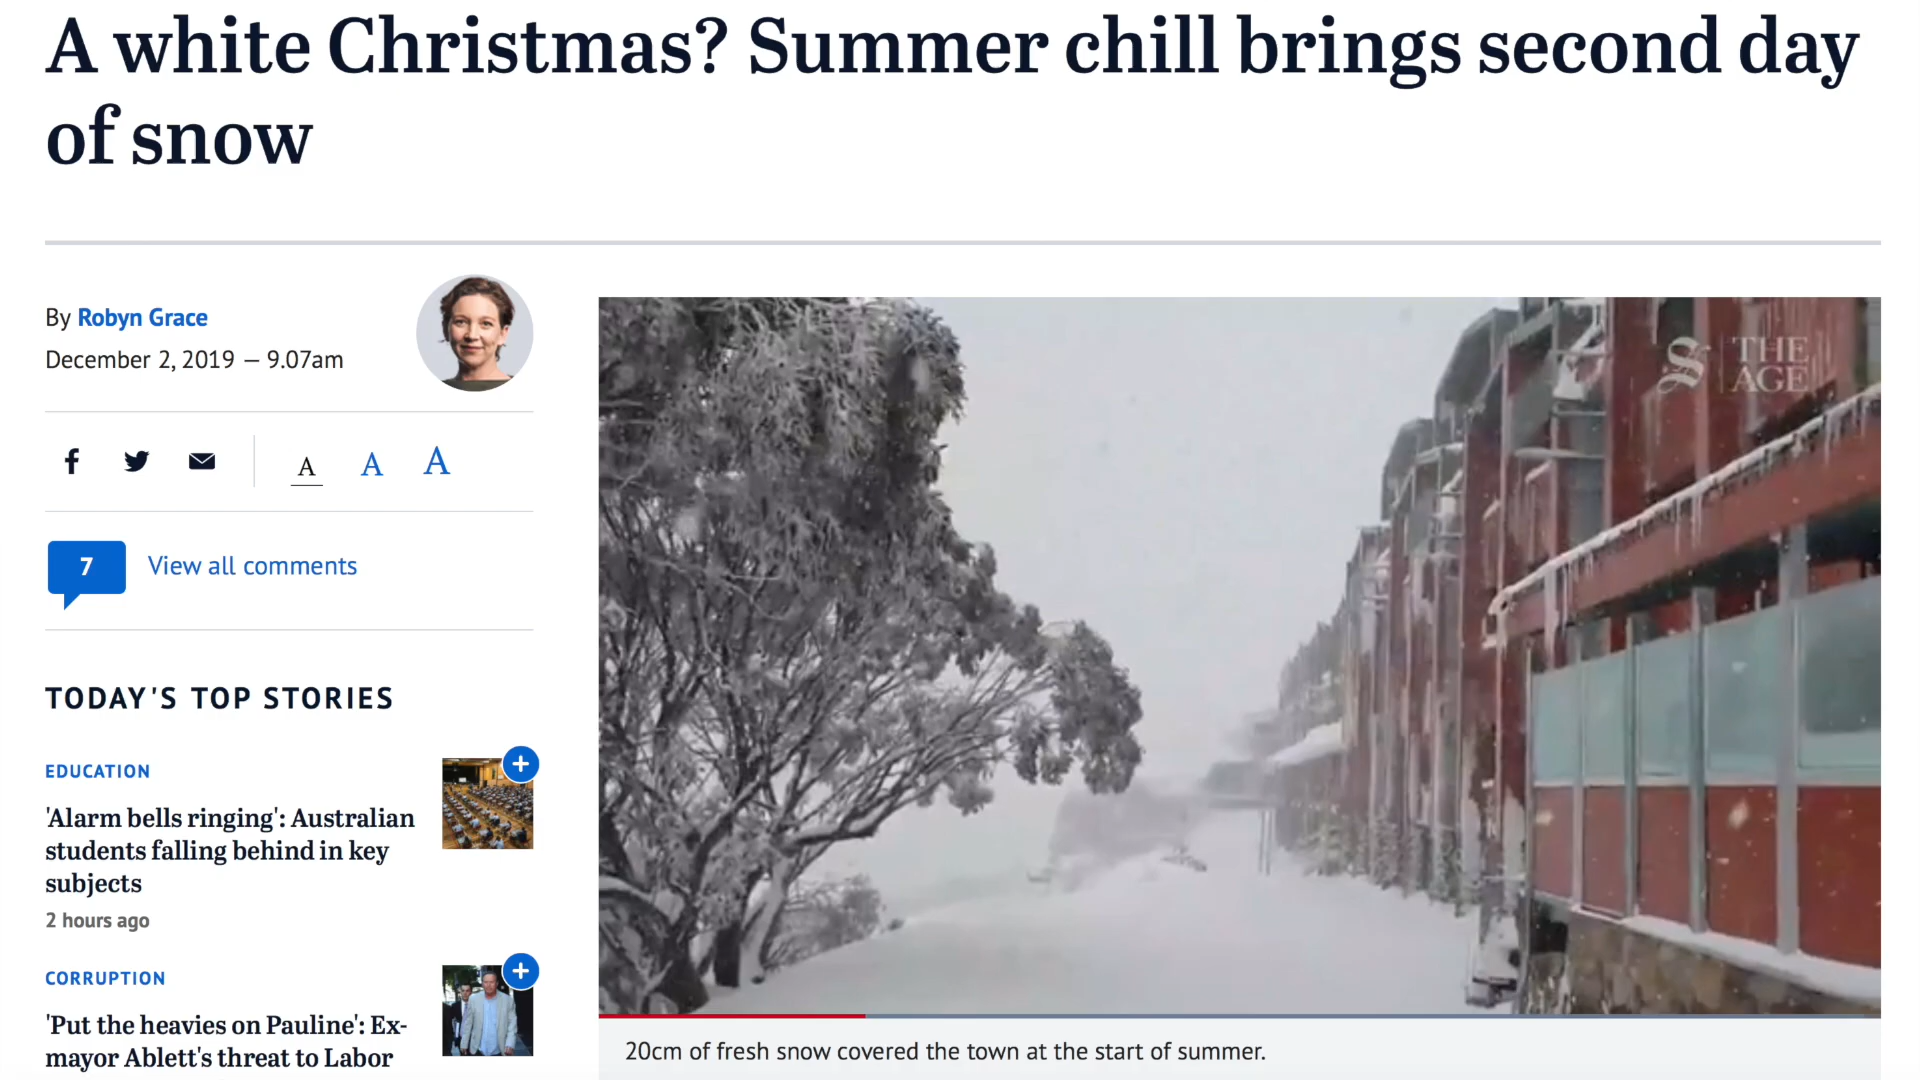 A white Christmas? Summer chill brings second day
of snow
By Robyn Grace
December 2, 2019 — 9.07am
A A A
7 View all comments
TODAY'S TOP STORIES
EDUCATION
'Alarm bells ringing': Australian
students falling behind in key
subjects
2 hours ago
CORRUPTION
'Put the heavies on Pauline': Ex-
mayor Ablett's threat to Labor
THE
AGE
20cm of fresh snow covered the town at the start of summer.